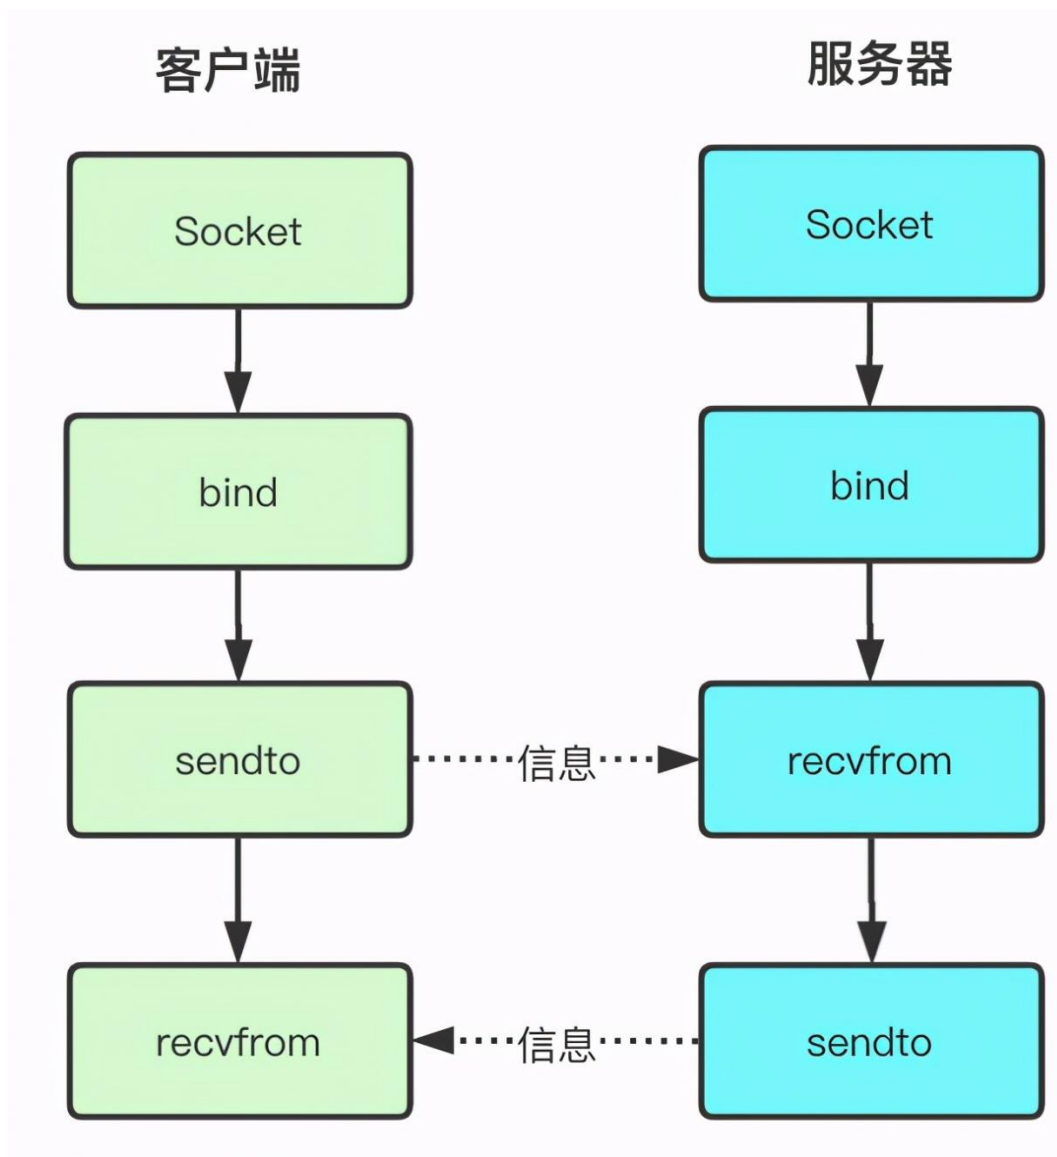 客户端
服务器
Socket
Socket
bind
bind
sendto
信息
recvfrom
recvfrom
信息
sendto